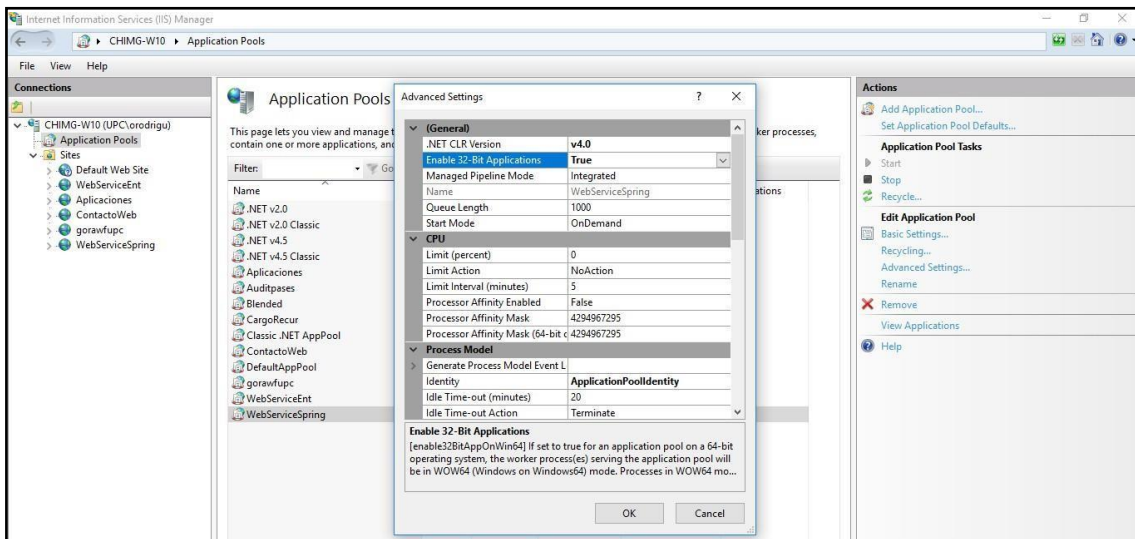 Internet Information Services (IIS) Manager
CHIMG-W10 Application Pools
File View Help
Connections
CHIMG-W10 (UPC\orodrigu)
Application Pools
Sites
Default Web Site
WebServiceEnt
Aplicaciones
ContactoWeb
gorawfupc
WebServiceSpring
Application Pools
This page lets you view and manage t
ker processes,
contain one or more applications, an
Filter: Go
Name
ations
.NET v2.0
.NET v2.0 Classic
.NET v4.5
.NET v4.5 Classic
Aplicaciones
Auditpases
Blended
CargoRecur
Classic .NET AppPool
ContactoWeb
DefaultAppPool
gorawfupc
WebServiceEnt
WebServiceSpring
Advanced Settings ?
(General)
.NET CLR Version v4.0
Enable 32-Bit Applications True
Managed Pipeline Mode Integrated
Name WebServiceSpring
Queue Length 1000
Start Mode OnDemand
CPU
Limit (percent) 0
Limit Action NoAction
Limit Interval (minutes) 5
Processor Affinity Enabled False
Processor Affinity Mask 4294967295
Processor Affinity Mask (64-bit o 4294967295
Process Model
Generate Process Model Event L
Identity ApplicationPoolIdentity
Idle Time-out (minutes) 20
Idle Time-out Action Terminate
Enable 32-Bit Applications
[enable32BitAppOnWin64] If set to true for an application pool on a 64-bit
operating system, the worker process(es) serving the application pool will
be in WOW64 (Windows on Windows64) mode. Processes in WOW64 mo...
OK Cancel
Actions
Add Application Pool...
Set Application Pool Defaults...
Application Pool Tasks
Start
Stop
Recycle...
Edit Application Pool
Basic Settings...
Recycling...
Advanced Settings...
Rename
Remove
View Applications
Help